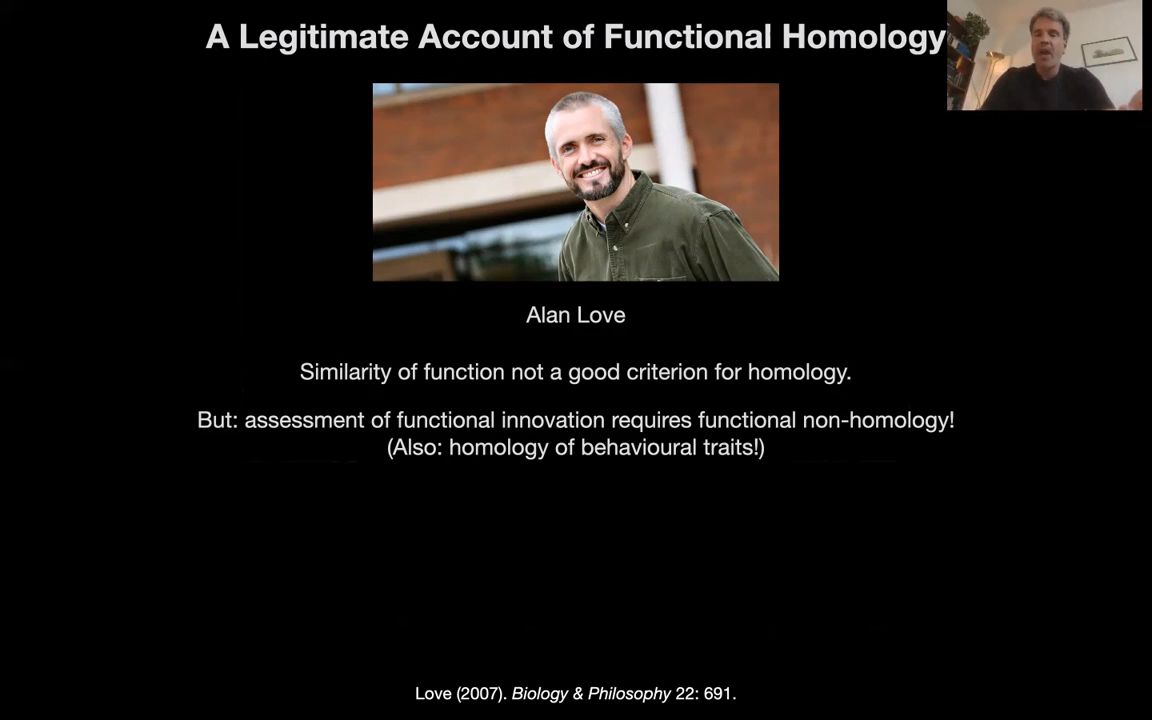 A Legitimate Account of Functional Homology
Alan Love
Similarity of function not a good criterion for homology.
But: assessment of functional innovation requires functional non-homology!
(Also: homology of behavioural traits!)
Love (2007). Biology & Philosophy 22: 691.